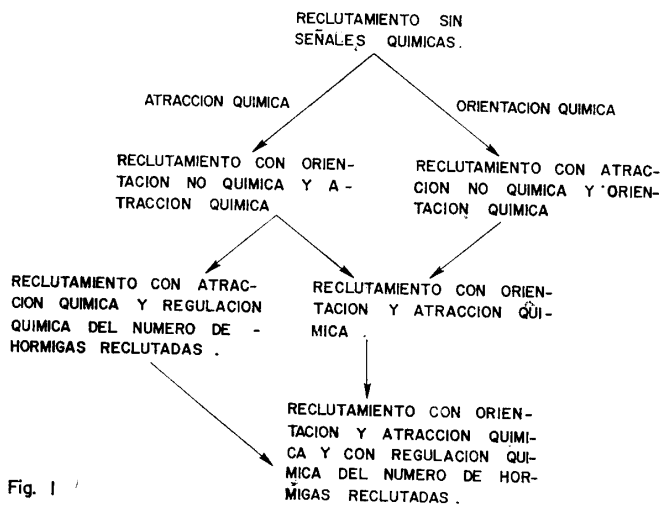 RECLUTAMIENTO SIN
SEÑALES QUIMICAS.
ATRACCION QUIMICA
ORIENTACION QUIMICA
RECLUTAMIENTO CON ORIEN-
TACION NO QUIMICA Y A-
TRACCION QUIMICA
RECLUTAMIENTO CON ATRAC-
CION NO QUIMICA Y ORIEN-
TACION QUIMICA
RECLUTAMIENTO CON ATRAC-
CION QUIMICA Y REGULACION
QUIMICA DEL NUMERO DE -
HORMIGAS RECLUTADAS .
RECLUTAMIENTO CON ORIEN-
TACION Y ATRACCION QUI-
MICA .
RECLUTAMIENTO CON ORIEN-
TACION Y ATRACCION QUIMI-
CA Y CON REGULACION QUI-
MICA DEL NUMERO DE HOR-
MIGAS RECLUTADAS .
Fig. 1